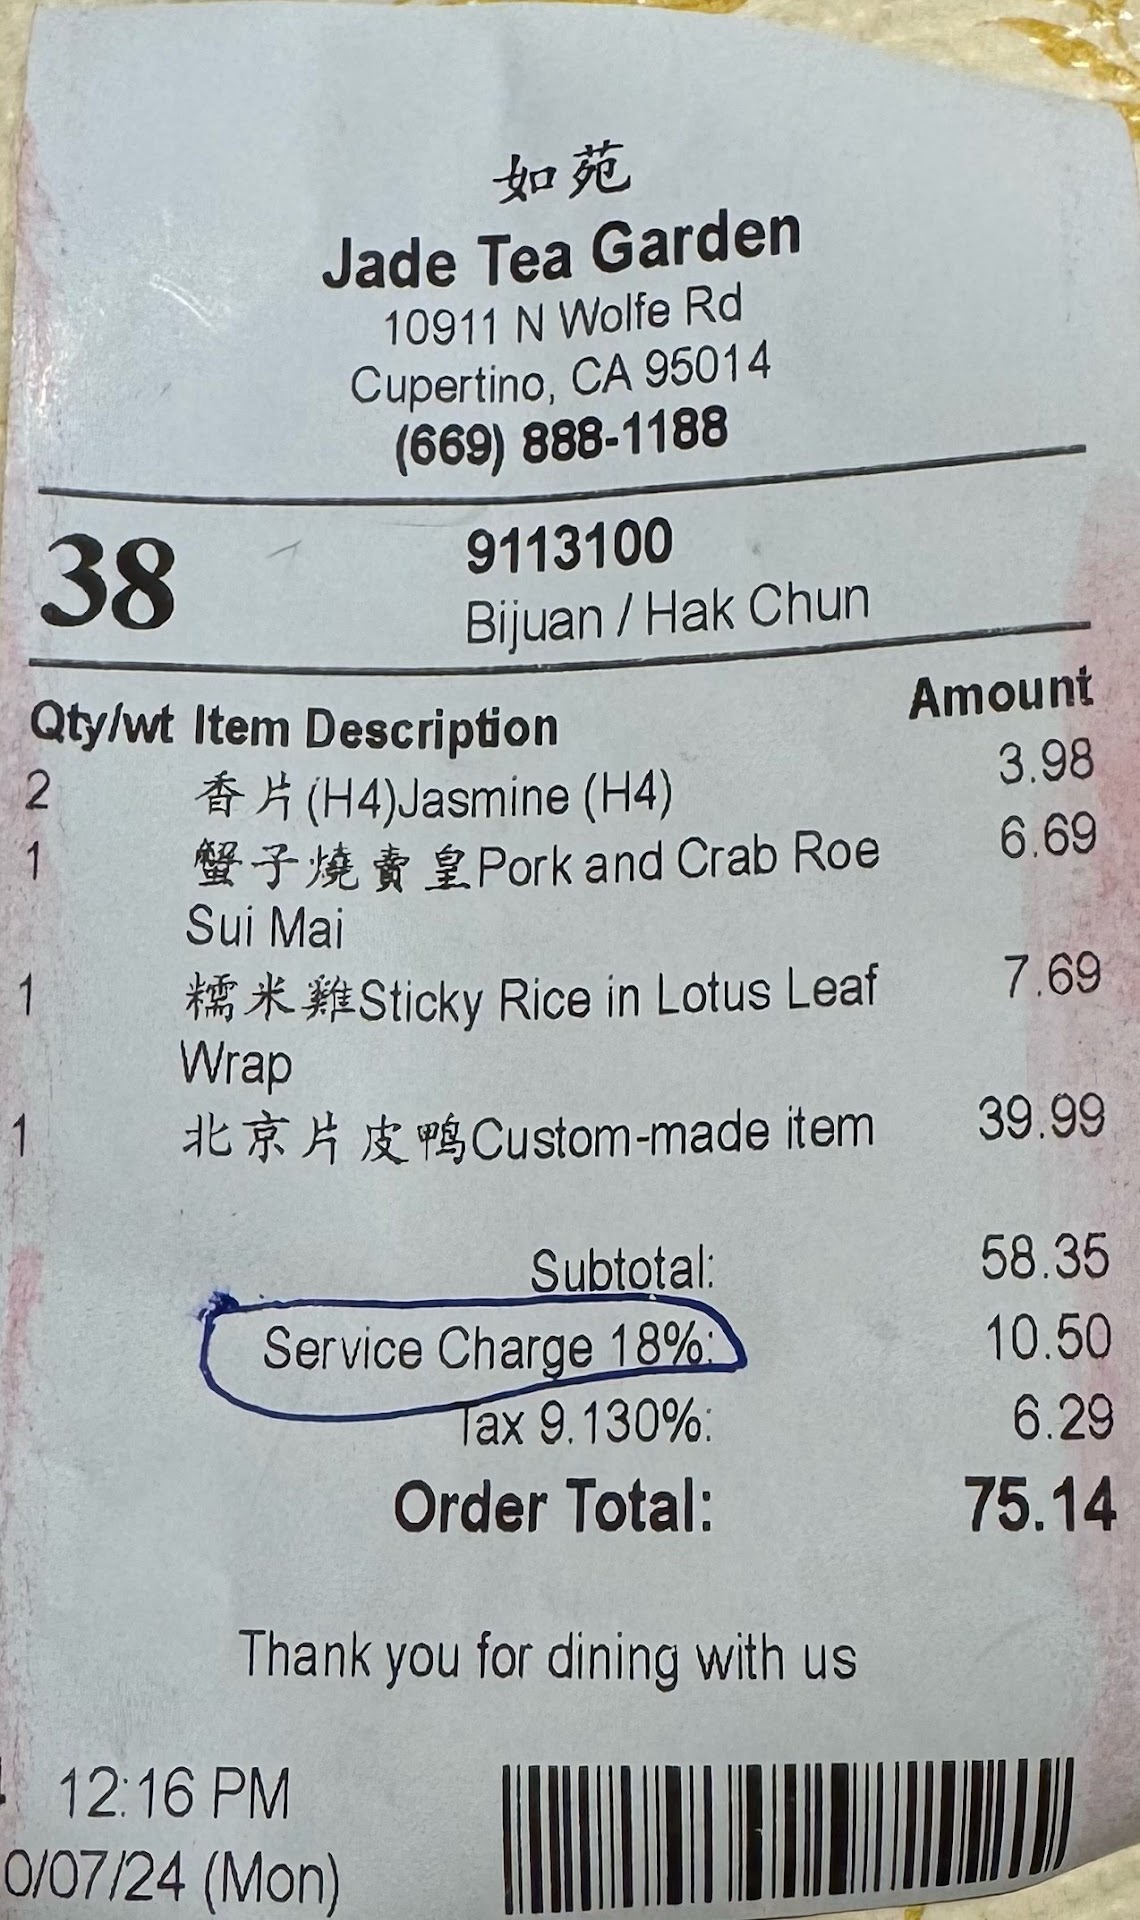 如苑
Jade Tea Garden
10911 N Wolfe Rd
Cupertino, CA 95014
(669) 888-1188
38 9113100
Bijuan / Hak Chun
Qty/wt Item Description Amount
2 香片(H4)Jasmine (H4) 3.98
1 蟹子燒賣皇Pork and Crab Roe 6.69
Sui Mai
1 糯米雞Sticky Rice in Lotus Leaf 7.69
Wrap
1 北京片皮鴨Custom-made item 39.99
Subtotal: 58.35
Service Charge 18%: 10.50
Tax 9.130%: 6.29
Order Total: 75.14
Thank you for dining with us
12:16 PM
0/07/24 (Mon)